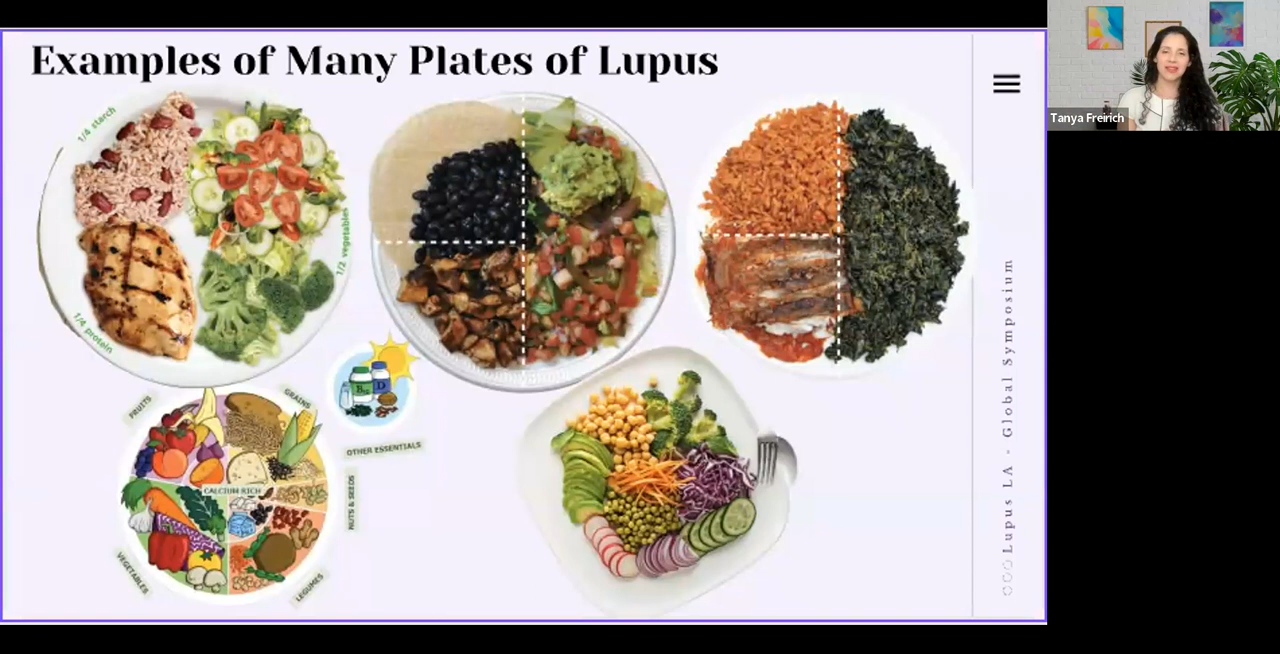 Examples of Many Plates of Lupus
Tanya Freirich
1/4 starch
1/2 vegetables
1/4 protein
FRUITS
GRAINS
B12
D
OTHER ESSENTIALS
CALCIUM RICH
NUTS & SEEDS
VEGETABLES
LEGUMES
Lupus LA - Global Symposium